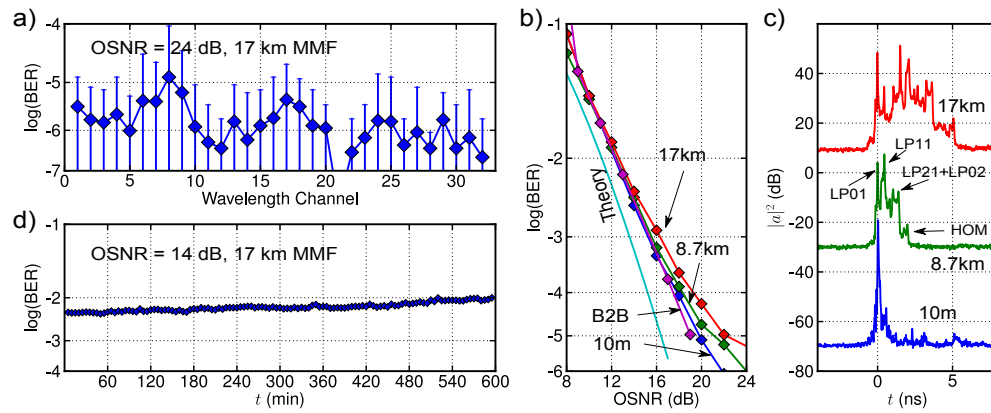 a)
-4
-5
-6
-7
log(BER)
OSNR = 24 dB, 17 km MMF
0 5 10 15 20 25 30
Wavelength Channel
d)
-1
-2
-3
-4
log(BER)
OSNR = 14 dB, 17 km MMF
60 120 180 240 300 360 420 480 540 600
t (min)
b)
-1
-2
-3
-4
-5
-6
log(BER)
Theory
17km
8.7km
B2B
10m
8 12 16 20 24
OSNR (dB)
c)
40
20
0
-20
-40
-60
-80
|a|² (dB)
17km
LP11
LP21+LP02
LP01
HOM
8.7km
10m
0 5
t (ns)